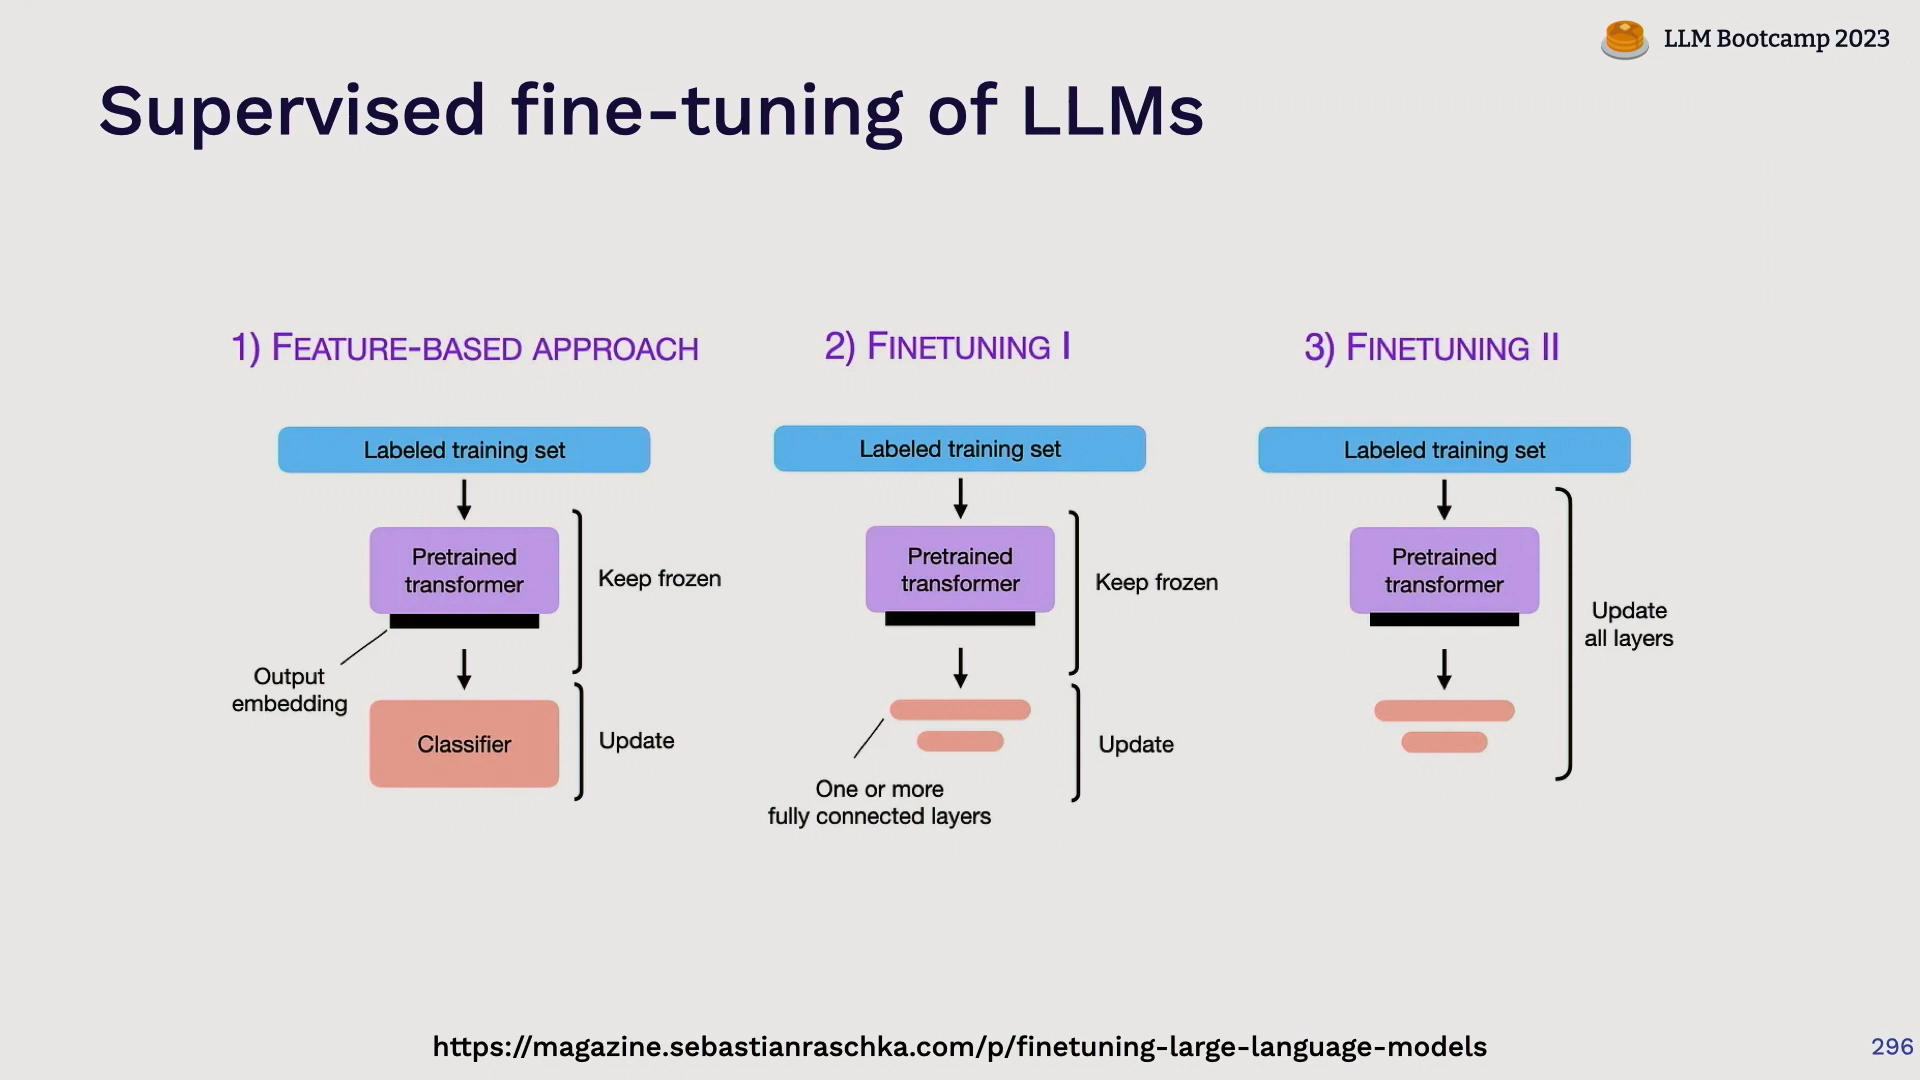 LLM Bootcamp 2023
Supervised fine-tuning of LLMs
1) FEATURE-BASED APPROACH
Labeled training set
Pretrained
transformer
Keep frozen
Output
embedding
Classifier
Update
2) FINETUNING I
Labeled training set
Pretrained
transformer
Keep frozen
Update
One or more
fully connected layers
3) FINETUNING II
Labeled training set
Pretrained
transformer
Update
all layers
https://magazine.sebastianraschka.com/p/finetuning-large-language-models
296